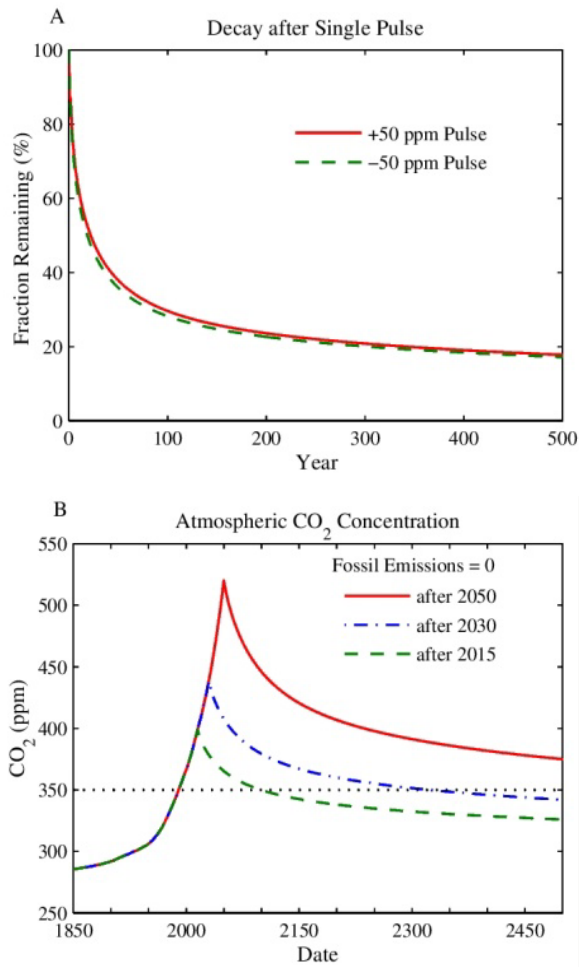 A
Decay after Single Pulse
100
80
60
40
20
0
Fraction Remaining (%)
+50 ppm Pulse
−50 ppm Pulse
0 100 200 300 400 500
Year
B
Atmospheric CO2 Concentration
550
500
450
400
350
300
250
CO2 (ppm)
Fossil Emissions = 0
after 2050
after 2030
after 2015
1850 2000 2150 2300 2450
Date